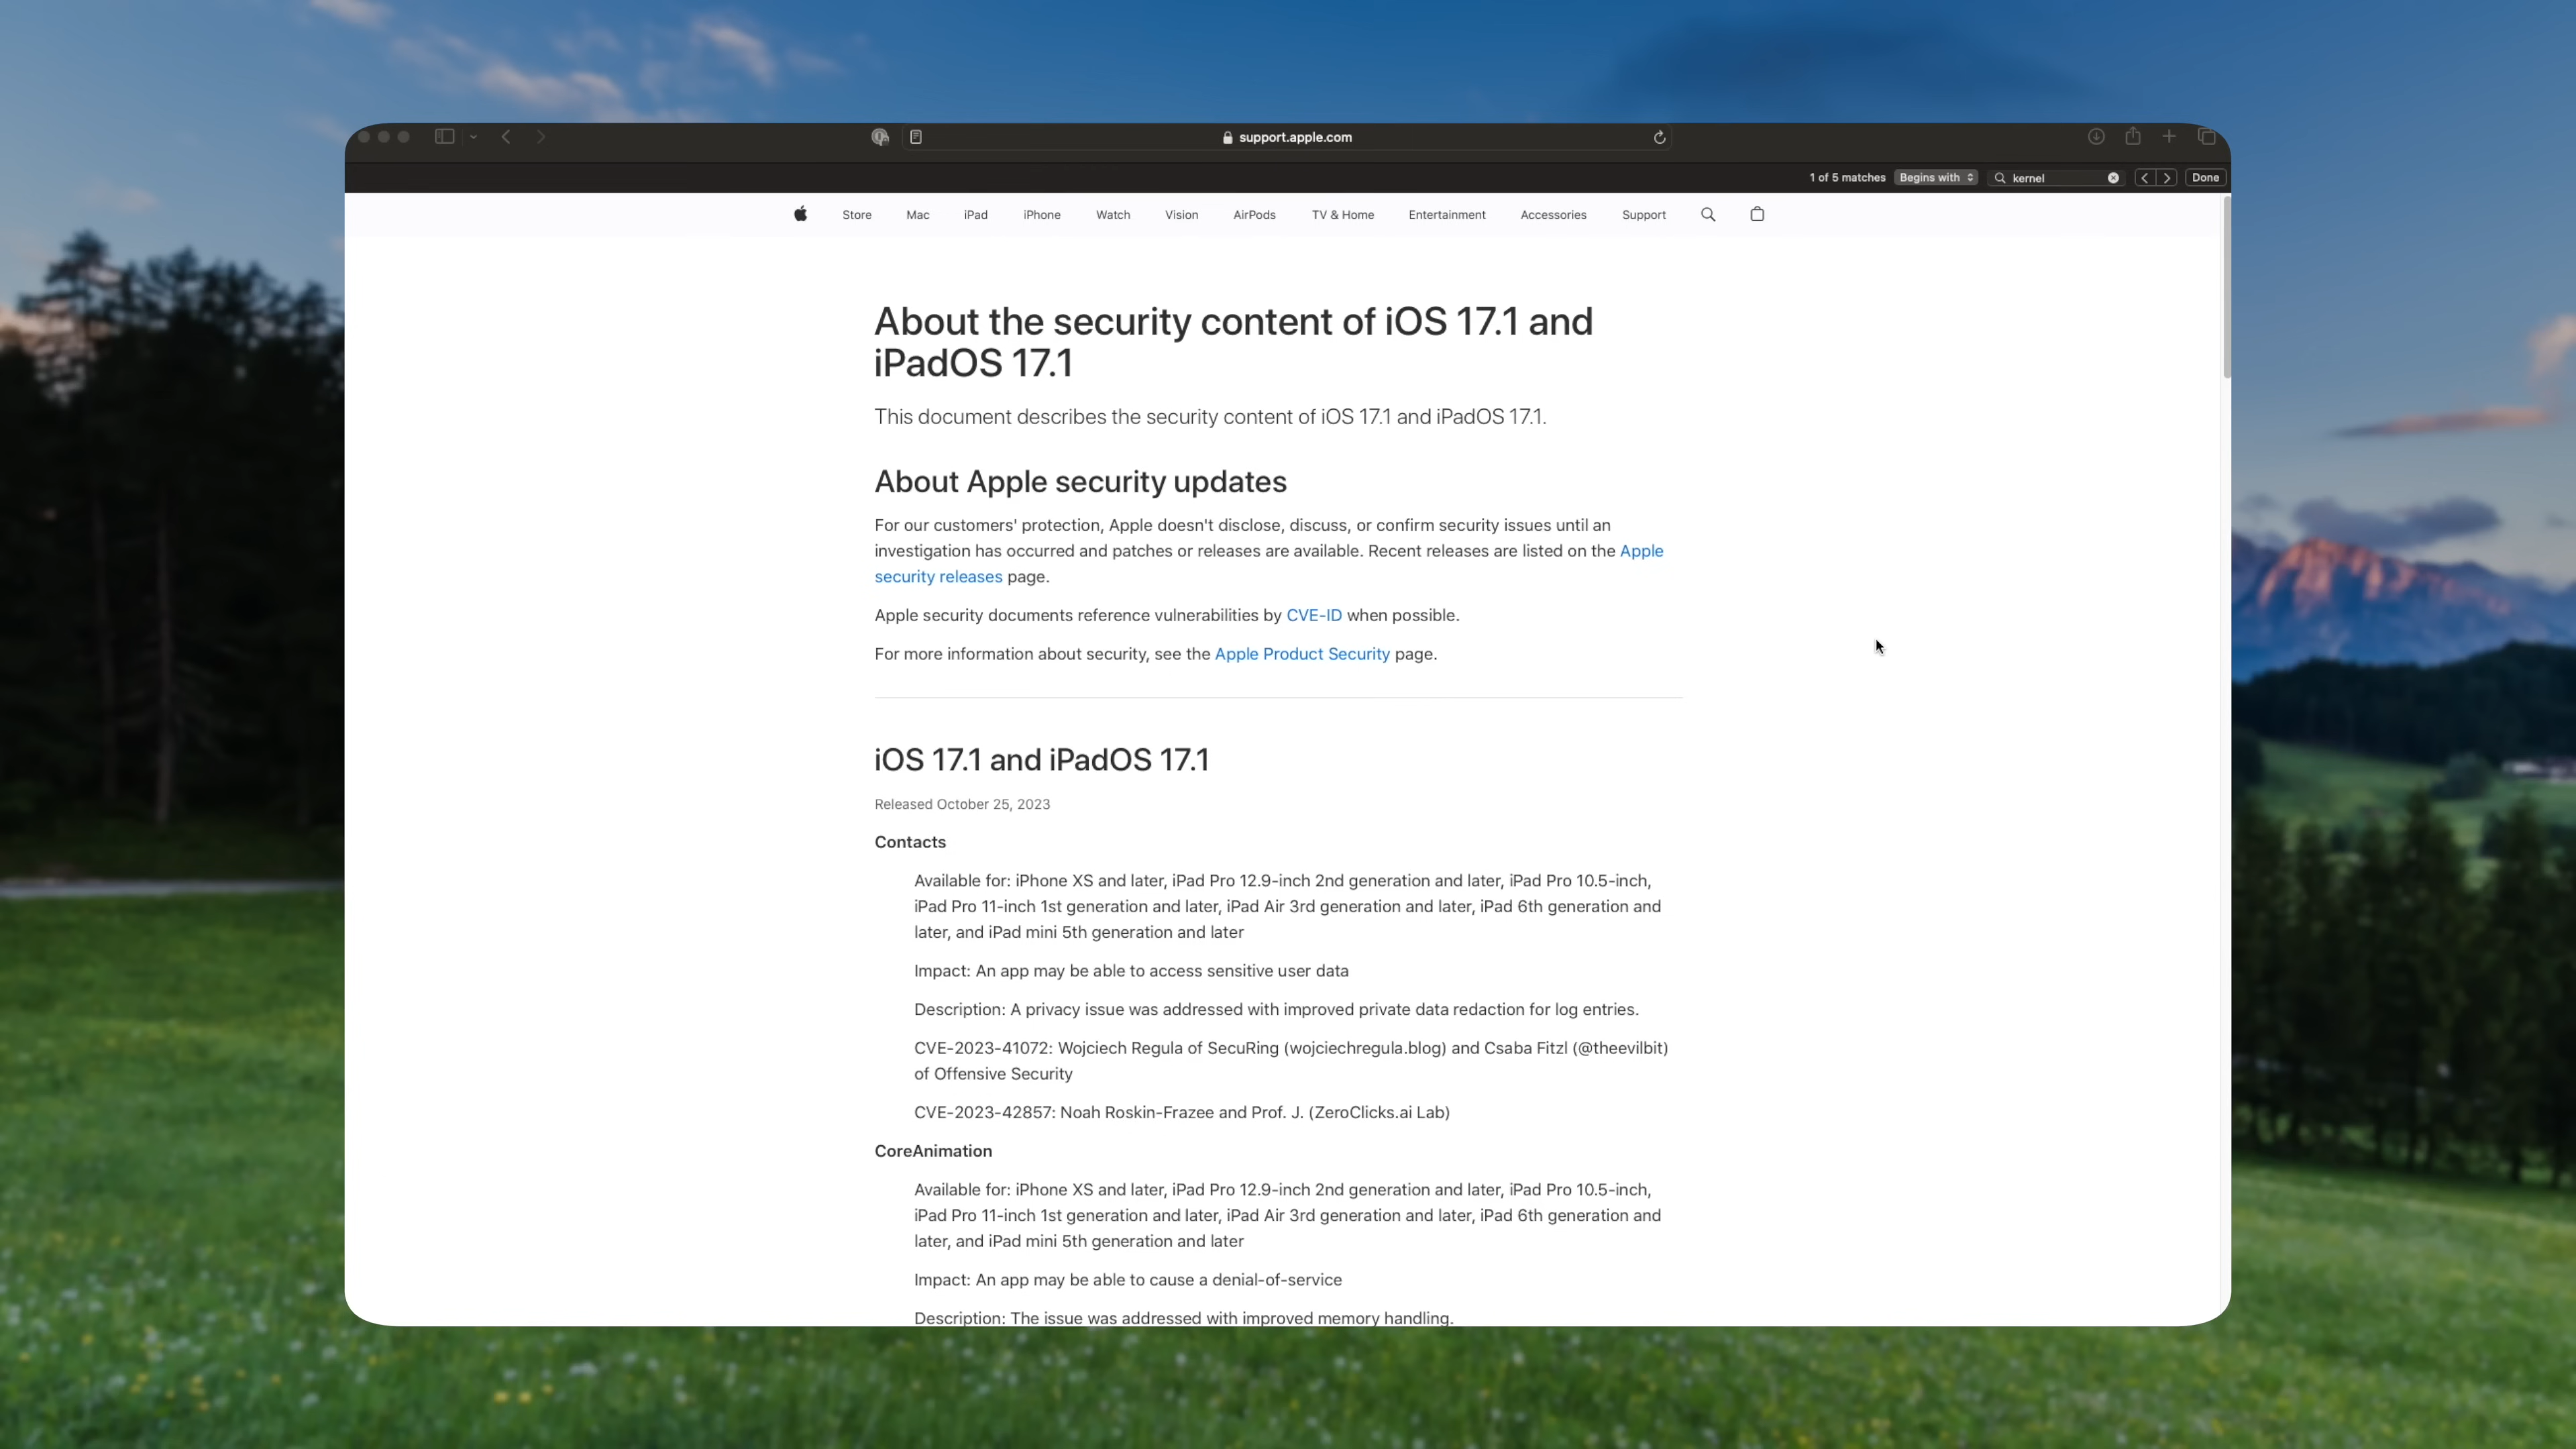 support.apple.com
1 of 5 matches Begins with kernel Done
Store Mac iPad iPhone Watch Vision AirPods TV & Home Entertainment Accessories Support
About the security content of iOS 17.1 and
iPadOS 17.1
This document describes the security content of iOS 17.1 and iPadOS 17.1.
About Apple security updates
For our customers' protection, Apple doesn't disclose, discuss, or confirm security issues until an
investigation has occurred and patches or releases are available. Recent releases are listed on the Apple
security releases page.
Apple security documents reference vulnerabilities by CVE-ID when possible.
For more information about security, see the Apple Product Security page.
iOS 17.1 and iPadOS 17.1
Released October 25, 2023
Contacts
Available for: iPhone XS and later, iPad Pro 12.9-inch 2nd generation and later, iPad Pro 10.5-inch,
iPad Pro 11-inch 1st generation and later, iPad Air 3rd generation and later, iPad 6th generation and
later, and iPad mini 5th generation and later
Impact: An app may be able to access sensitive user data
Description: A privacy issue was addressed with improved private data redaction for log entries.
CVE-2023-41072: Wojciech Regula of SecuRing (wojciechregula.blog) and Csaba Fitzl (@theevilbit)
of Offensive Security
CVE-2023-42857: Noah Roskin-Frazee and Prof. J. (ZeroClicks.ai Lab)
CoreAnimation
Available for: iPhone XS and later, iPad Pro 12.9-inch 2nd generation and later, iPad Pro 10.5-inch,
iPad Pro 11-inch 1st generation and later, iPad Air 3rd generation and later, iPad 6th generation and
later, and iPad mini 5th generation and later
Impact: An app may be able to cause a denial-of-service
Description: The issue was addressed with improved memory handling.